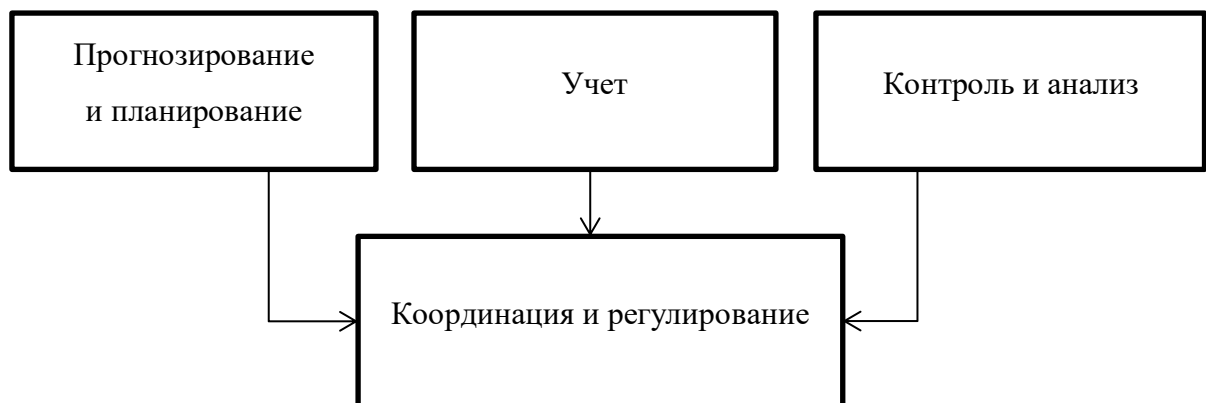 Прогнозирование
и планирование
Учет
Контроль и анализ
Координация и регулирование